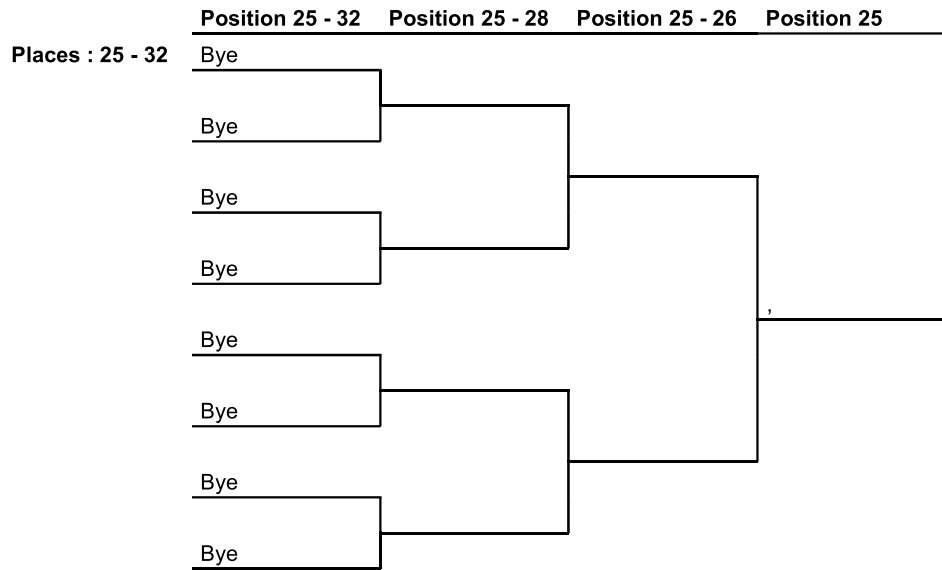 Position 25 - 32 Position 25 - 28 Position 25 - 26 Position 25
Places : 25 - 32 Bye
Bye
Bye
Bye
,
Bye
Bye
Bye
Bye